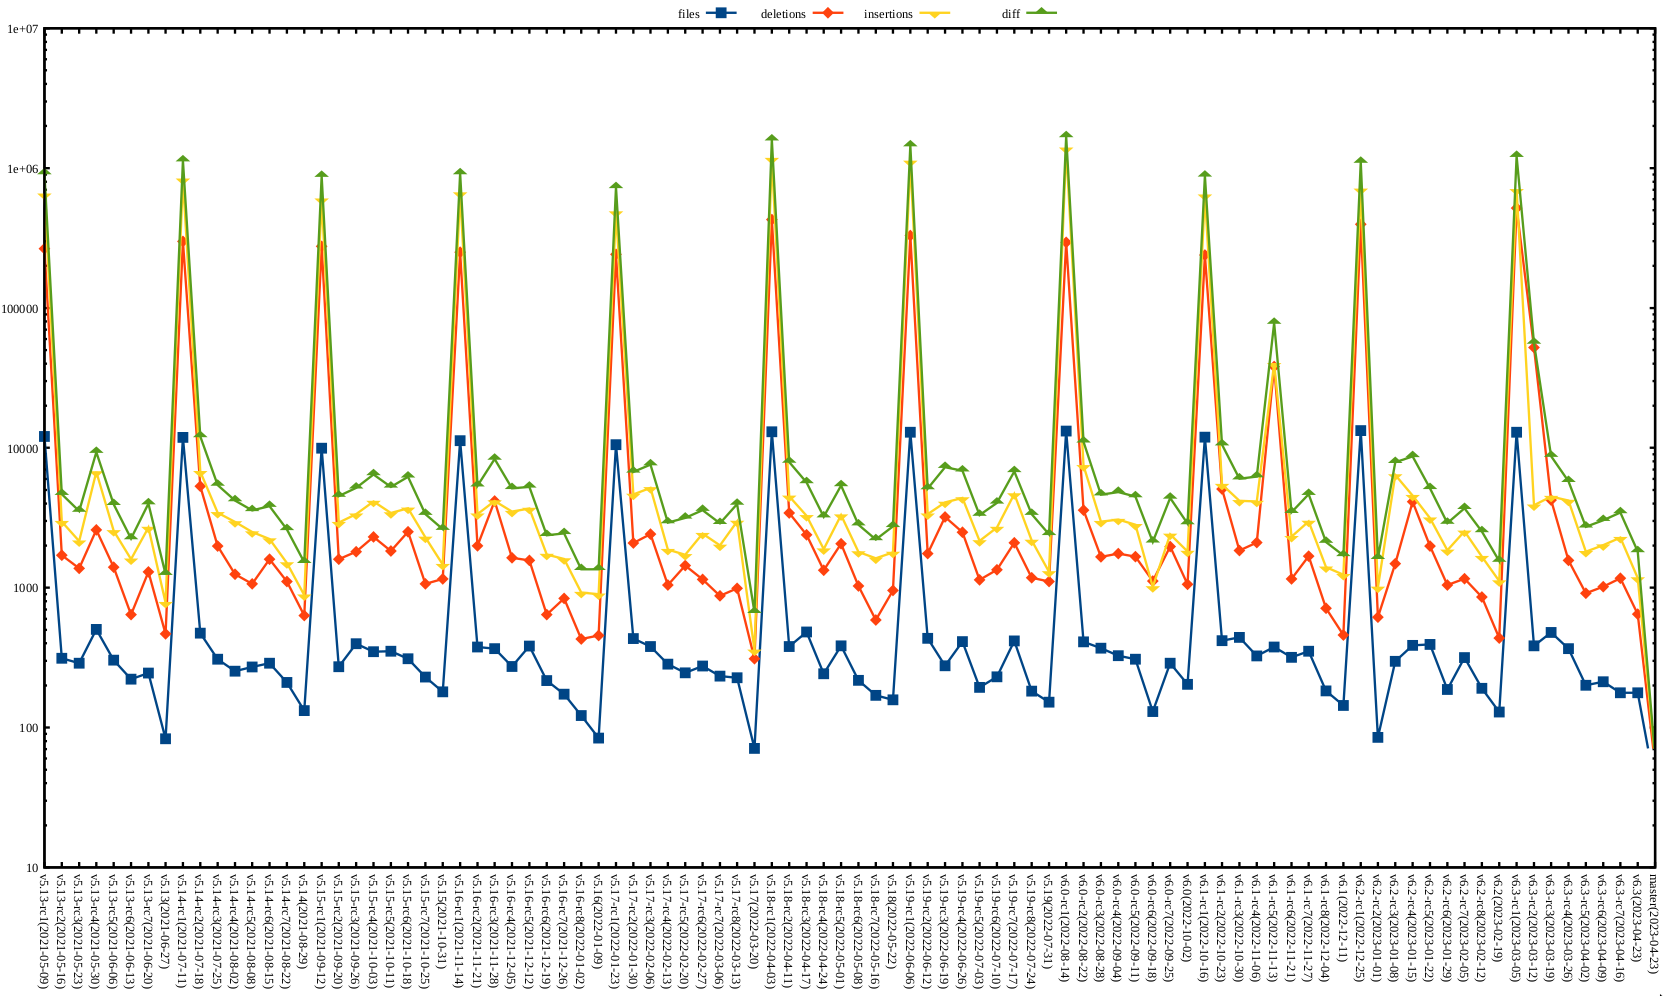 files
deletions
insertions
diff
1e+07
1e+06
100000
10000
1000
100
10
v5.13-rc1(2021-05-09)
v5.13-rc2(2021-05-16)
v5.13-rc3(2021-05-23)
v5.13-rc4(2021-05-30)
v5.13-rc5(2021-06-06)
v5.13-rc6(2021-06-13)
v5.13-rc7(2021-06-20)
v5.13(2021-06-27)
v5.14-rc1(2021-07-11)
v5.14-rc2(2021-07-18)
v5.14-rc3(2021-07-25)
v5.14-rc4(2021-08-02)
v5.14-rc5(2021-08-08)
v5.14-rc6(2021-08-15)
v5.14-rc7(2021-08-22)
v5.14(2021-08-29)
v5.15-rc1(2021-09-12)
v5.15-rc2(2021-09-20)
v5.15-rc3(2021-09-26)
v5.15-rc4(2021-10-03)
v5.15-rc5(2021-10-11)
v5.15-rc6(2021-10-18)
v5.15-rc7(2021-10-25)
v5.15(2021-10-31)
v5.16-rc1(2021-11-14)
v5.16-rc2(2021-11-21)
v5.16-rc3(2021-11-28)
v5.16-rc4(2021-12-05)
v5.16-rc5(2021-12-12)
v5.16-rc6(2021-12-19)
v5.16-rc7(2021-12-26)
v5.16-rc8(2022-01-02)
v5.16(2022-01-09)
v5.17-rc1(2022-01-23)
v5.17-rc2(2022-01-30)
v5.17-rc3(2022-02-06)
v5.17-rc4(2022-02-13)
v5.17-rc5(2022-02-20)
v5.17-rc6(2022-02-27)
v5.17-rc7(2022-03-06)
v5.17-rc8(2022-03-13)
v5.17(2022-03-20)
v5.18-rc1(2022-04-03)
v5.18-rc2(2022-04-11)
v5.18-rc3(2022-04-17)
v5.18-rc4(2022-04-24)
v5.18-rc5(2022-05-01)
v5.18-rc6(2022-05-08)
v5.18-rc7(2022-05-16)
v5.18(2022-05-22)
v5.19-rc1(2022-06-06)
v5.19-rc2(2022-06-12)
v5.19-rc3(2022-06-19)
v5.19-rc4(2022-06-26)
v5.19-rc5(2022-07-03)
v5.19-rc6(2022-07-10)
v5.19-rc7(2022-07-17)
v5.19-rc8(2022-07-24)
v5.19(2022-07-31)
v6.0-rc1(2022-08-14)
v6.0-rc2(2022-08-22)
v6.0-rc3(2022-08-28)
v6.0-rc4(2022-09-04)
v6.0-rc5(2022-09-11)
v6.0-rc6(2022-09-18)
v6.0-rc7(2022-09-25)
v6.0(2022-10-02)
v6.1-rc1(2022-10-16)
v6.1-rc2(2022-10-23)
v6.1-rc3(2022-10-30)
v6.1-rc4(2022-11-06)
v6.1-rc5(2022-11-13)
v6.1-rc6(2022-11-21)
v6.1-rc7(2022-11-27)
v6.1-rc8(2022-12-04)
v6.1(2022-12-11)
v6.2-rc1(2022-12-25)
v6.2-rc2(2023-01-01)
v6.2-rc3(2023-01-08)
v6.2-rc4(2023-01-15)
v6.2-rc5(2023-01-22)
v6.2-rc6(2023-01-29)
v6.2-rc7(2023-02-05)
v6.2-rc8(2023-02-12)
v6.2(2023-02-19)
v6.3-rc1(2023-03-05)
v6.3-rc2(2023-03-12)
v6.3-rc3(2023-03-19)
v6.3-rc4(2023-03-26)
v6.3-rc5(2023-04-02)
v6.3-rc6(2023-04-09)
v6.3-rc7(2023-04-16)
v6.3(2023-04-23)
master(2023-04-23)